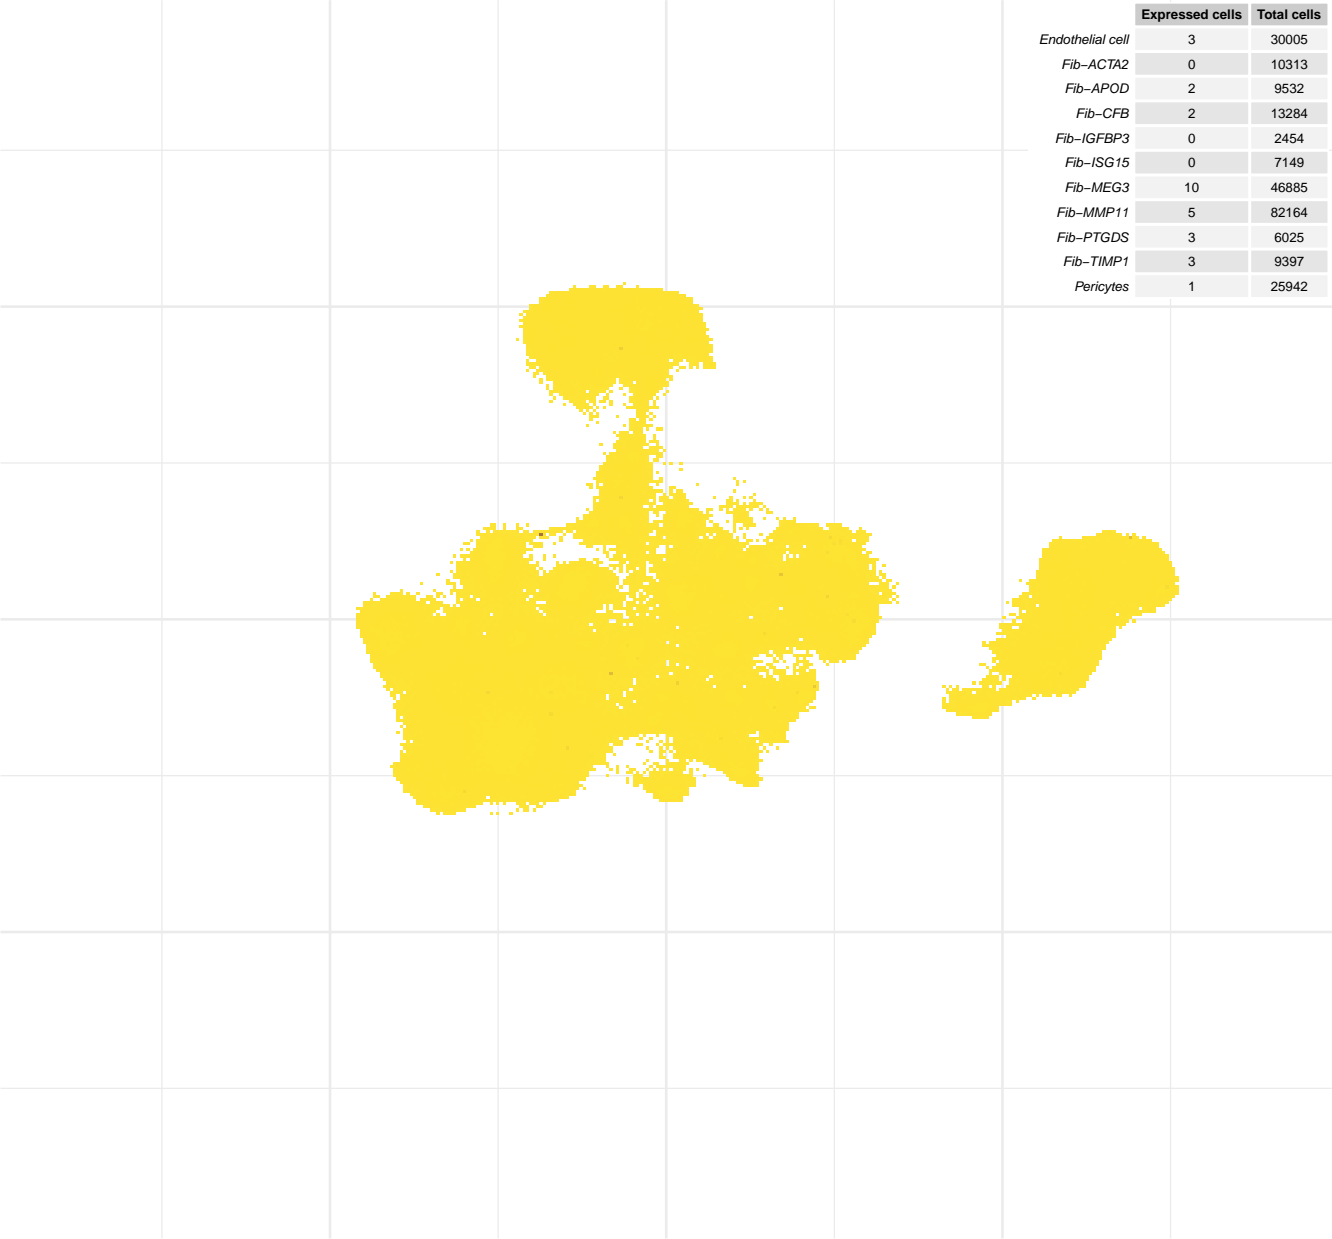 Expressed cells Total cells
Endothelial cell 3 30005
Fib−ACTA2 0 10313
Fib−APOD 2 9532
Fib−CFB 2 13284
Fib−IGFBP3 0 2454
Fib−ISG15 0 7149
Fib−MEG3 10 46885
Fib−MMP11 5 82164
Fib−PTGDS 3 6025
Fib−TIMP1 3 9397
Pericytes 1 25942